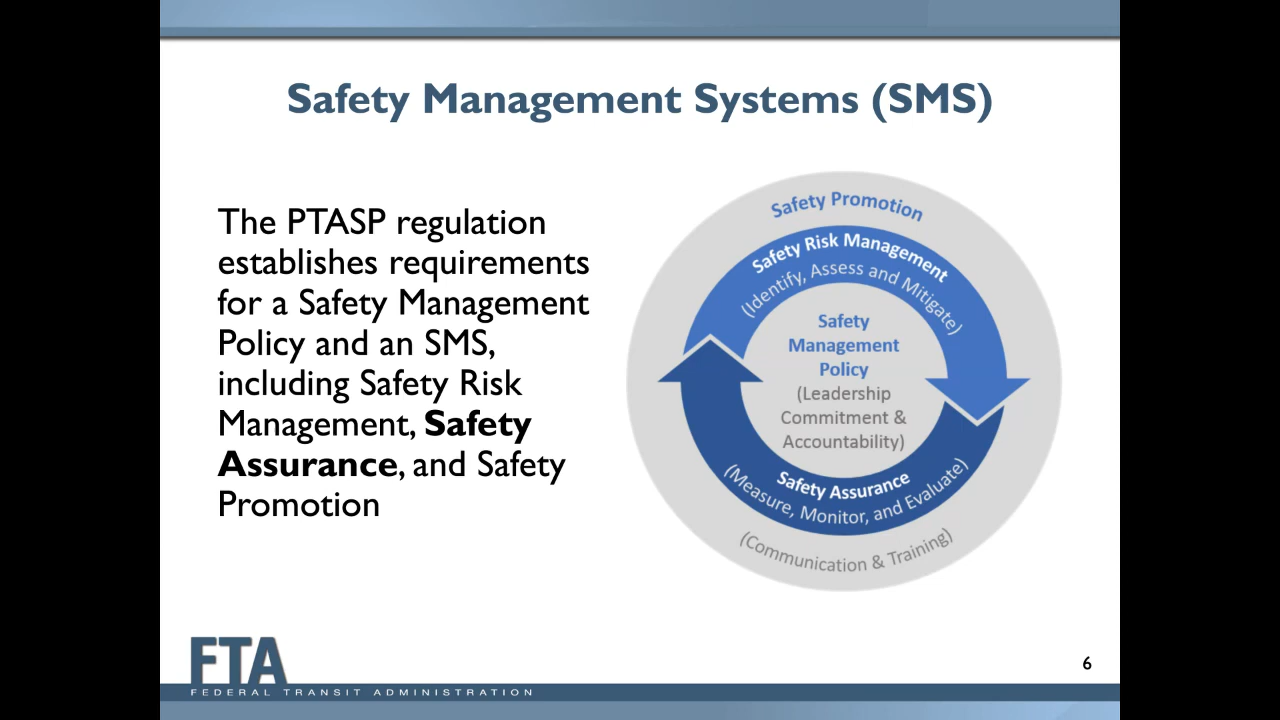 Safety Management Systems (SMS)
The PTASP regulation
establishes requirements
for a Safety Management
Policy and an SMS,
including Safety Risk
Management, Safety
Assurance, and Safety
Promotion
Safety Promotion
Safety Risk Management
(Identify, Assess and Mitigate)
Safety
Management
Policy
(Leadership
Commitment &
Accountability)
Safety Assurance
(Measure, Monitor, and Evaluate)
(Communication & Training)
FTA
FEDERAL TRANSIT ADMINISTRATION
6